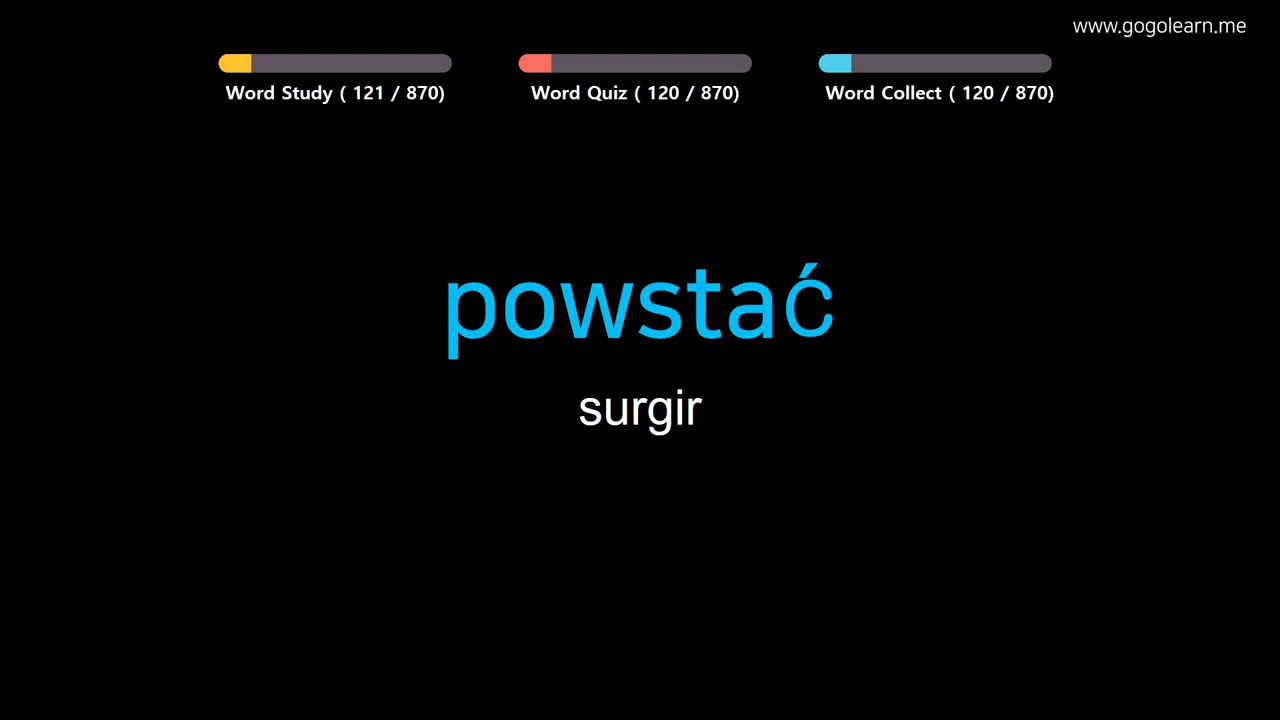 www.gogolearn.me
Word Study ( 121 / 870)
Word Quiz ( 120 / 870)
Word Collect ( 120 / 870)
powstać
surgir